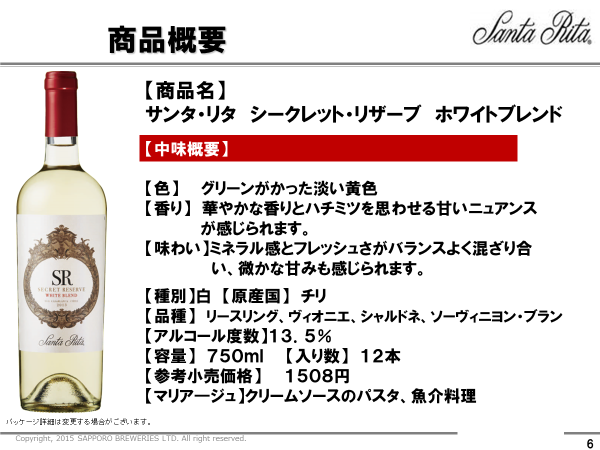 商品概要
Santa Rita®
【商品名】
サンタ・リタ シークレット・リザーブ ホワイトブレンド
【中味概要】
【色】 グリーンがかった淡い黄色
【香り】 華やかな香りとハチミツを思わせる甘いニュアンス
が感じられます。
【味わい】ミネラル感とフレッシュさがバランスよく混ざり合
い、微かな甘みも感じられます。
【種別】白 【原産国】 チリ
【品種】 リースリング、ヴィオニエ、シャルドネ、ソーヴィニヨン・ブラン
【アルコール度数】13.5%
【容量】 750ml 【入り数】 12本
【参考小売価格】 1508円
【マリアージュ】クリームソースのパスタ、魚介料理
SR
SECRET RESERVE
WHITE BLEND
Santa Rita
パッケージ詳細は変更する場合がございます。
Copyright, 2015 SAPPORO BREWERIES LTD. All right reserved.
6